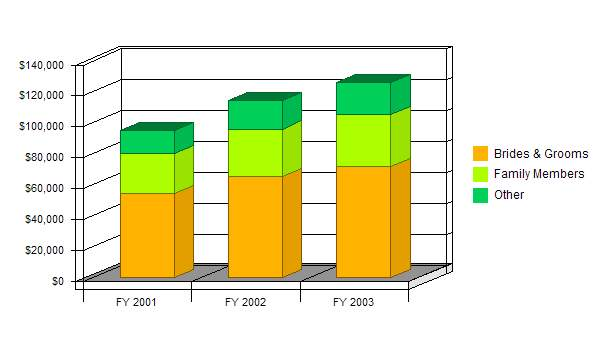 $140,000
$120,000
$100,000
$80,000
$60,000
$40,000
$20,000
$0
FY 2001
FY 2002
FY 2003
Brides & Grooms
Family Members
Other